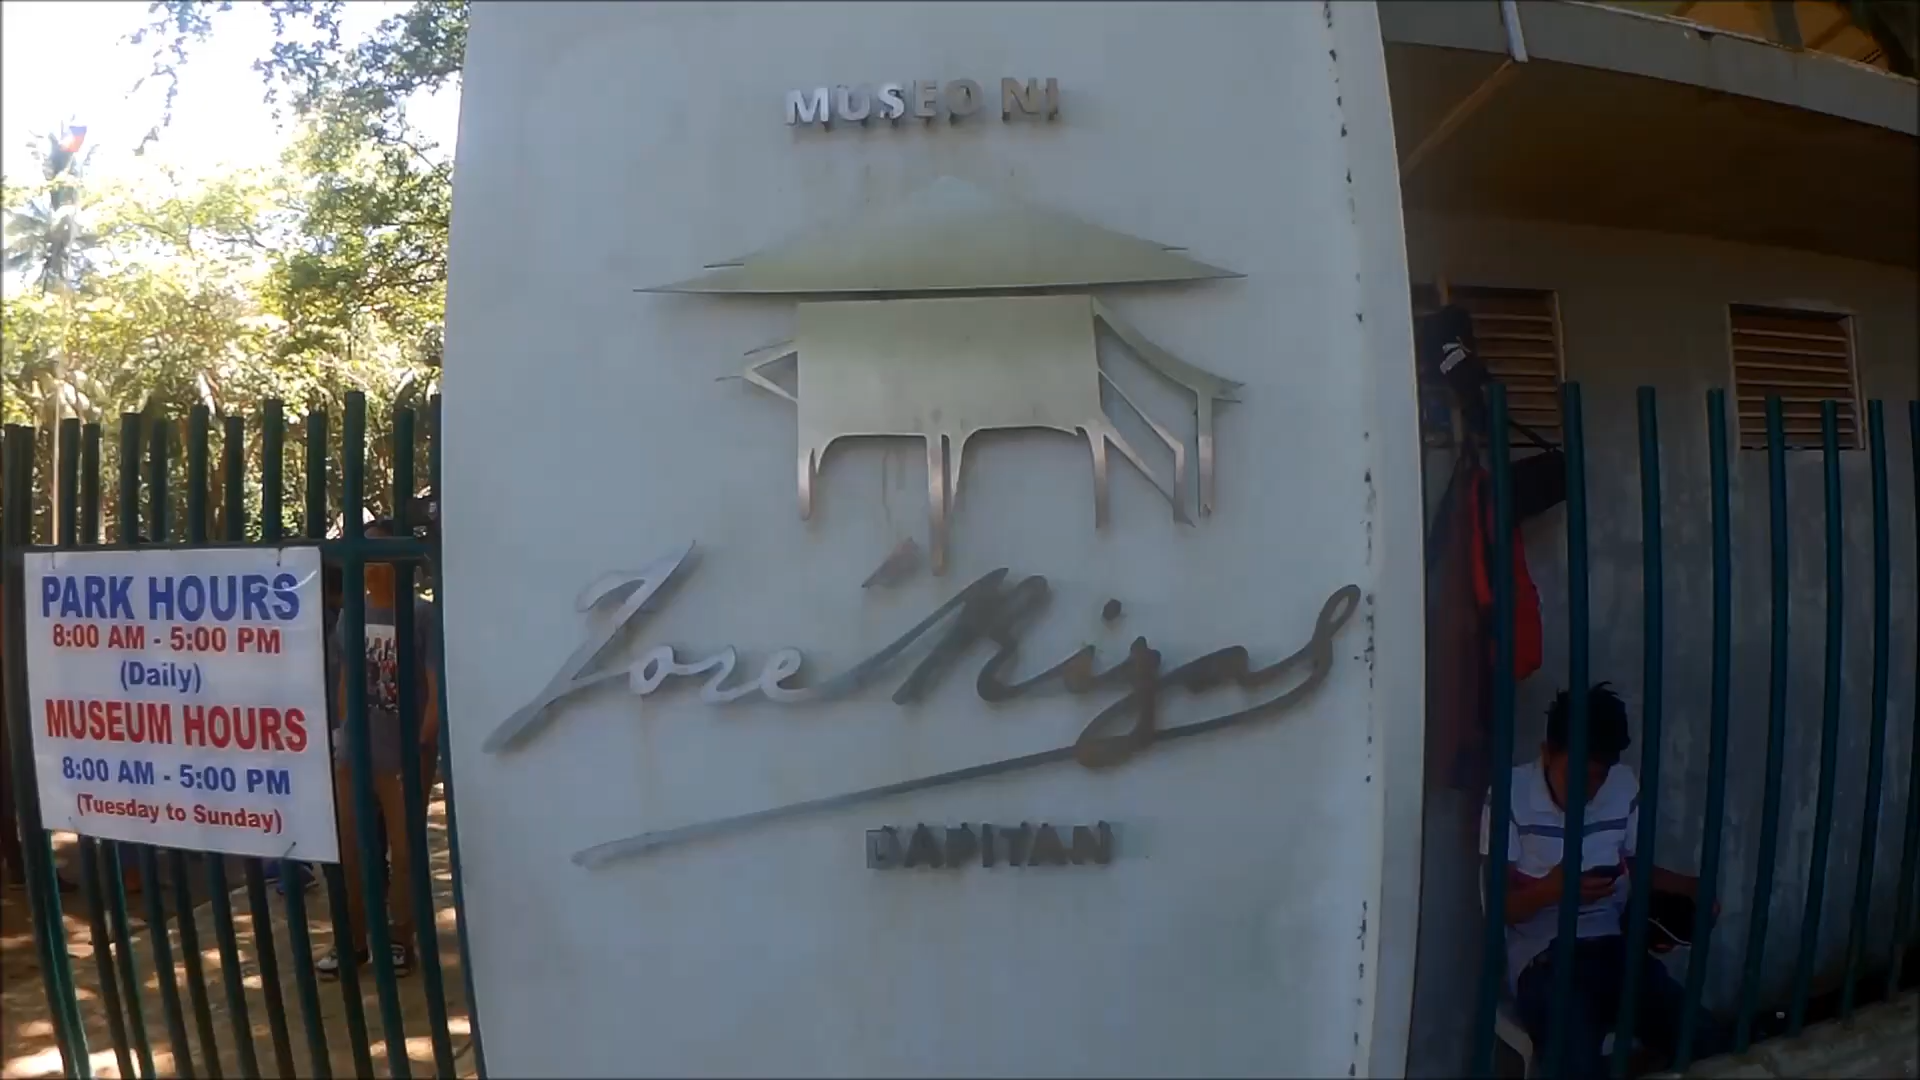 MUSEO NI
José Rizal
DAPITAN
PARK HOURS
8:00 AM - 5:00 PM
(Daily)
MUSEUM HOURS
8:00 AM - 5:00 PM
(Tuesday to Sunday)